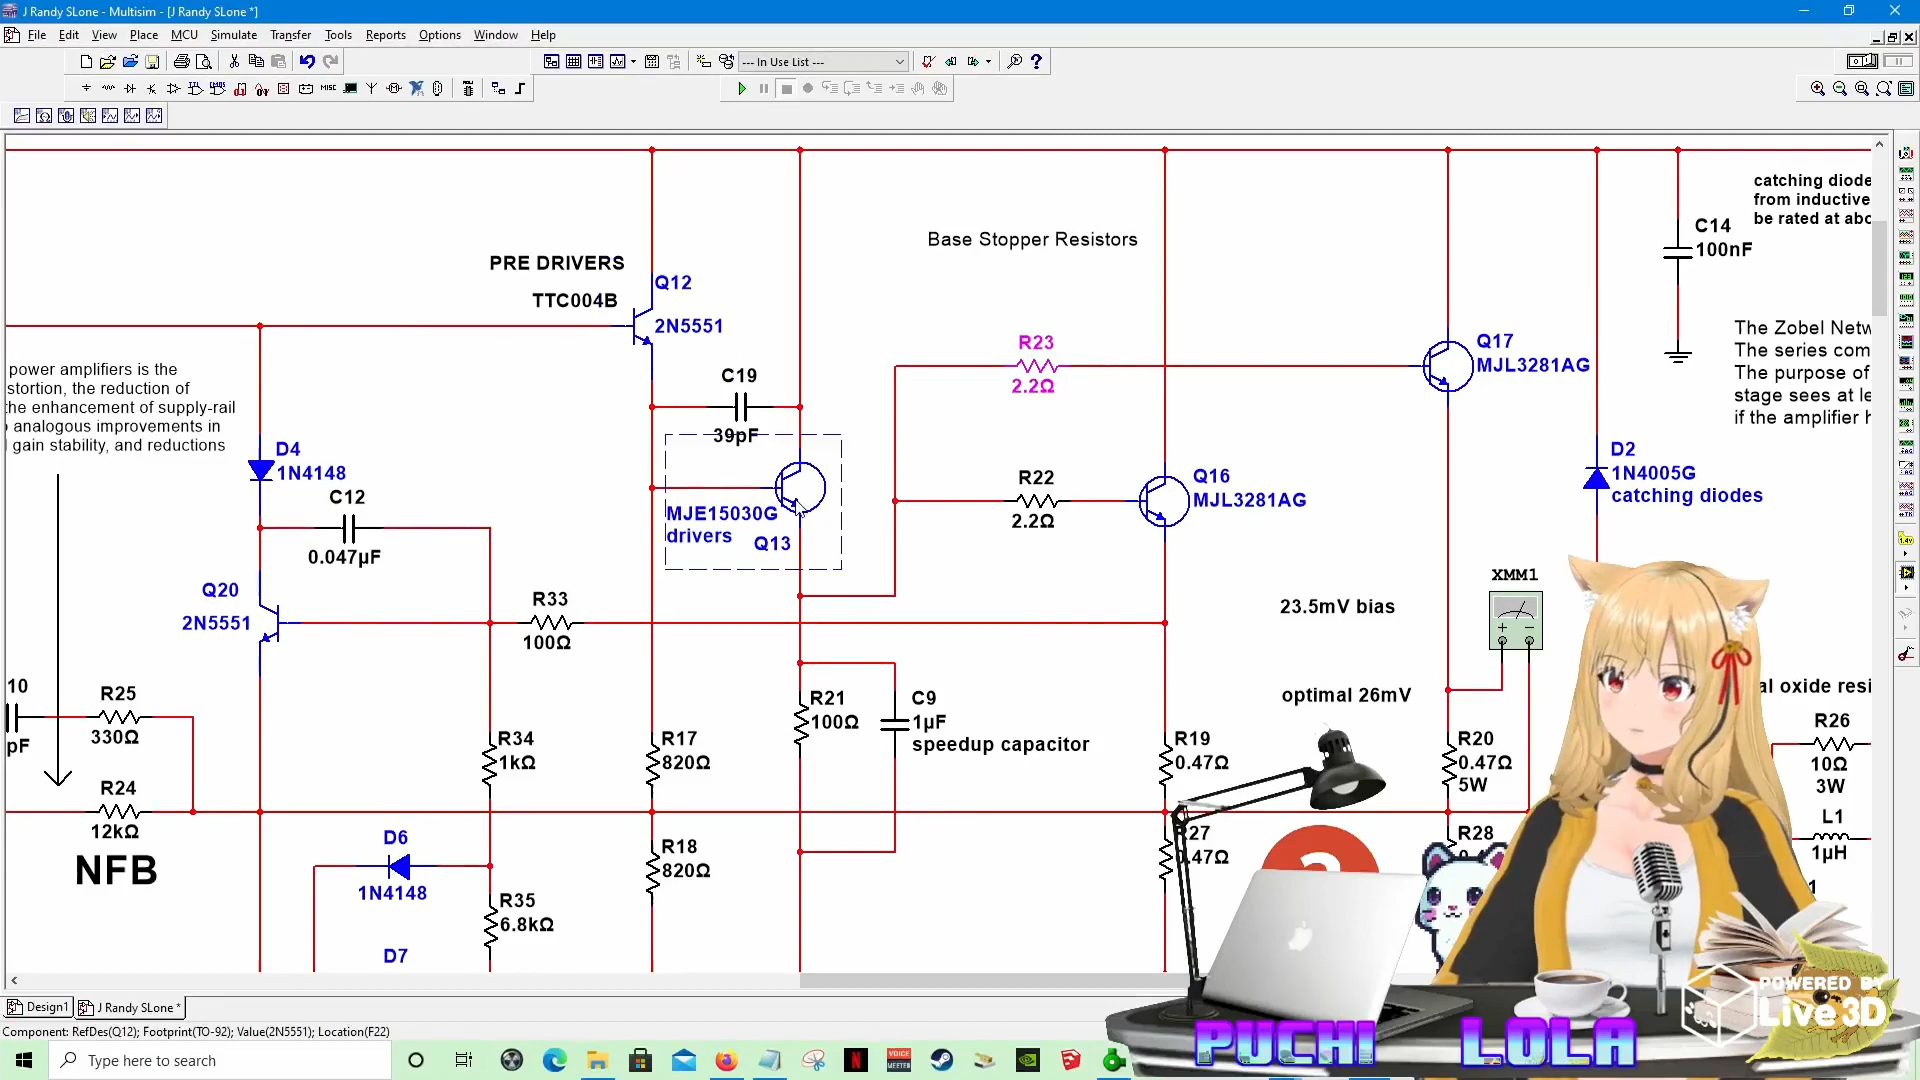 J Randy SLone - Multisim - [J Randy SLone *]
File Edit View Place MCU Simulate Transfer Tools Reports Options Window Help
--- In Use List ---
MISC
catching diode
from inductive
be rated at abo
C14
100nF
Base Stopper Resistors
PRE DRIVERS
TTC004B
Q12
2N5551
The Zobel Netw
The series com
The purpose of
stage sees at le
if the amplifier h
R23
2.2Ω
Q17
MJL3281AG
power amplifiers is the
stortion, the reduction of
the enhancement of supply-rail
analogous improvements in
gain stability, and reductions
C19
39pF
D4
1N4148
C12
0.047µF
MJE15030G
drivers
Q13
R22
2.2Ω
Q16
MJL3281AG
D2
1N4005G
catching diodes
XMM1
Q20
2N5551
R33
100Ω
23.5mV bias
optimal 26mV
10
pF
R25
330Ω
R21
100Ω
C9
1µF
speedup capacitor
al oxide resi
R26
10Ω
3W
R34
1kΩ
R17
820Ω
R19
0.47Ω
R20
0.47Ω
5W
R24
12kΩ
NFB
D6
1N4148
R18
820Ω
R27
0.47Ω
R28
L1
1µH
R35
6.8kΩ
D7
Design1
J Randy SLone *
Component: RefDes(Q12); Footprint(TO-92); Value(2N5551); Location(F22)
Type here to search
VOICE
MEETER
PUCHI LOLA
POWERED BY
Live3D